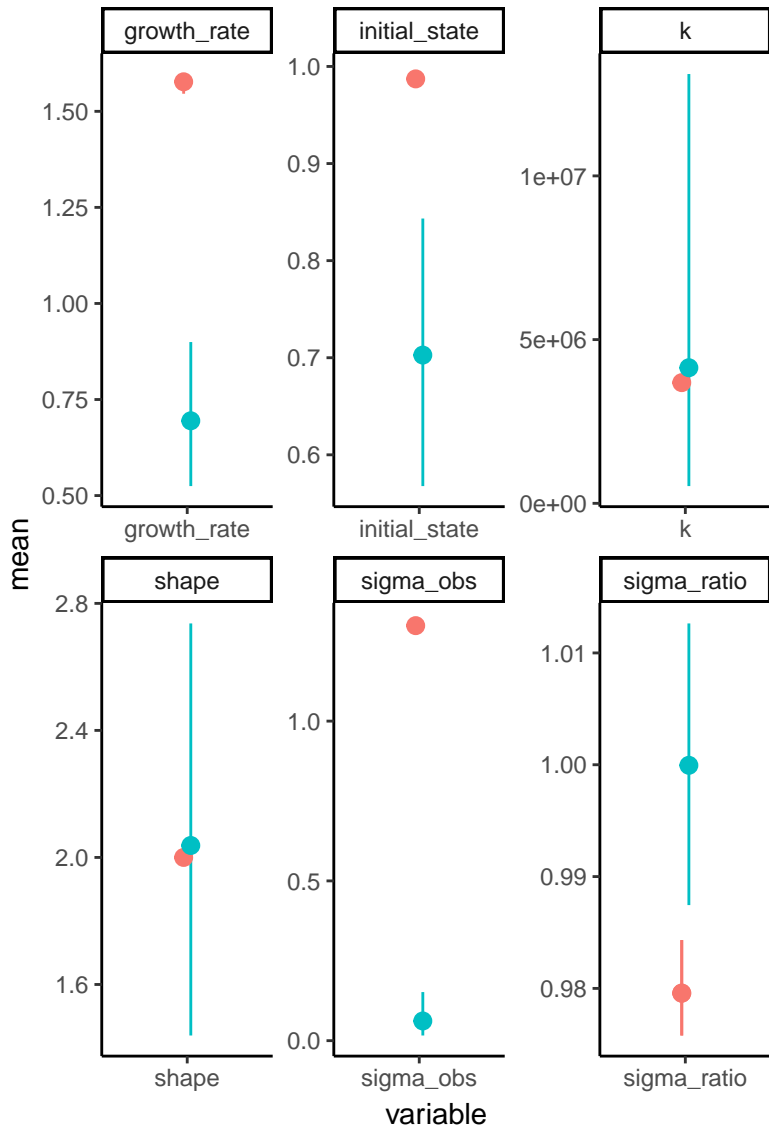 growth_rate
initial_state
k
1.50
1.25
1.00
0.75
0.50
1.0
0.9
0.8
0.7
0.6
1e+07
5e+06
0e+00
growth_rate
initial_state
k
mean
shape
sigma_obs
sigma_ratio
2.8
2.4
2.0
1.6
1.0
0.5
0.0
1.01
1.00
0.99
0.98
shape
sigma_obs
sigma_ratio
variable